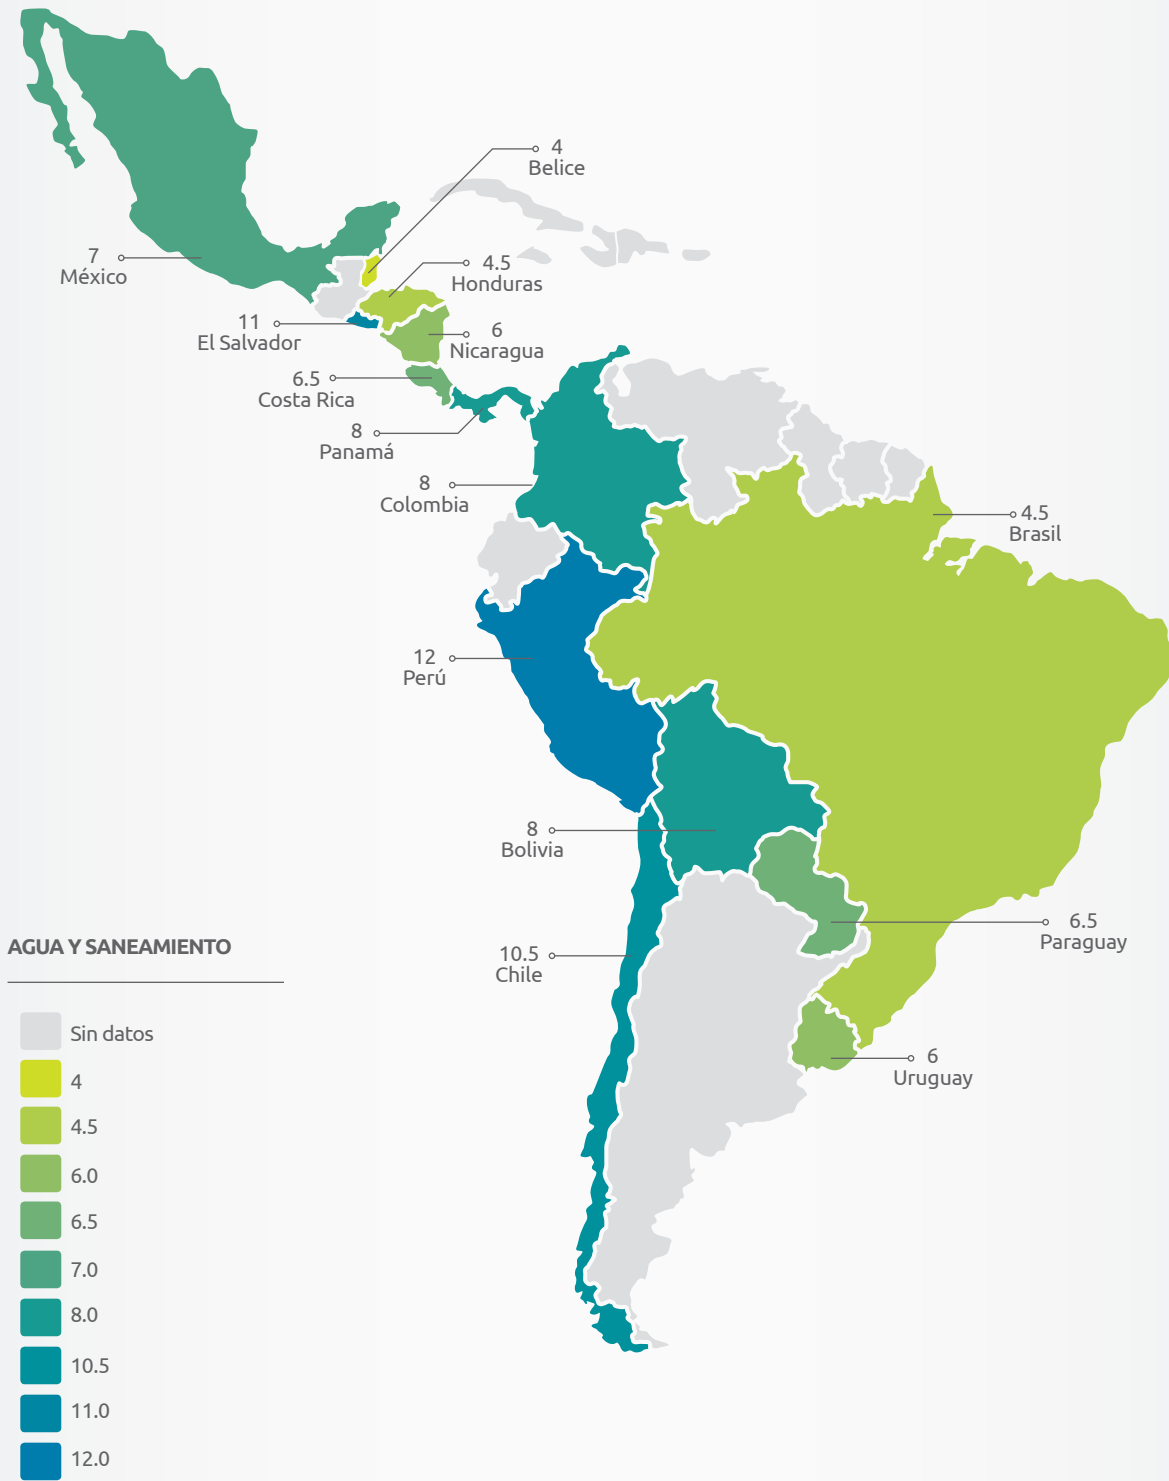 4
Belice
4.5
Honduras
7
México
11
El Salvador
6
Nicaragua
6.5
Costa Rica
8
Panamá
8
Colombia
4.5
Brasil
12
Perú
8
Bolivia
6.5
Paraguay
10.5
Chile
6
Uruguay
AGUA Y SANEAMIENTO
Sin datos
4
4.5
6.0
6.5
7.0
8.0
10.5
11.0
12.0